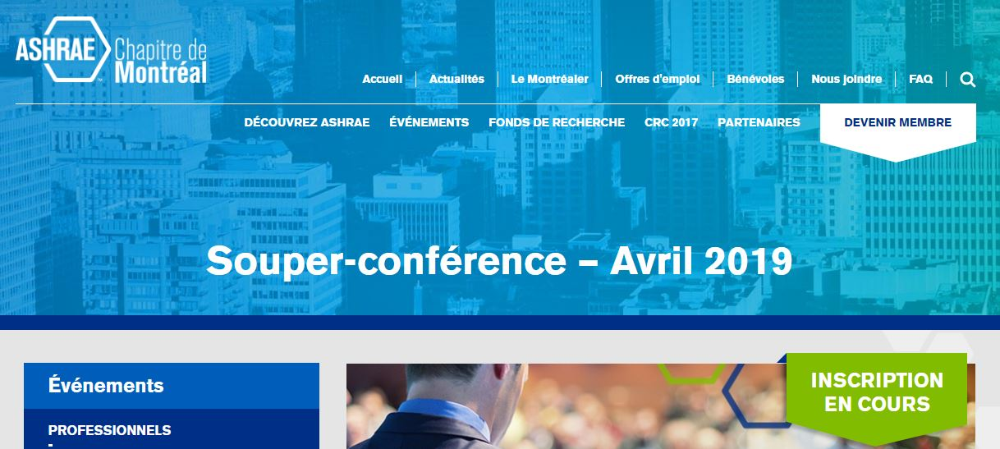 ASHRAE
Chapitre de
Montréal
Accueil
Actualités
Le Montréaler
Offres d'emploi
Bénévoles
Nous joindre
FAQ
DÉCOUVREZ ASHRAE
ÉVÉNEMENTS
FONDS DE RECHERCHE
CRC 2017
PARTENAIRES
DEVENIR MEMBRE
Souper-conférence – Avril 2019
Événements
PROFESSIONNELS
INSCRIPTION
EN COURS